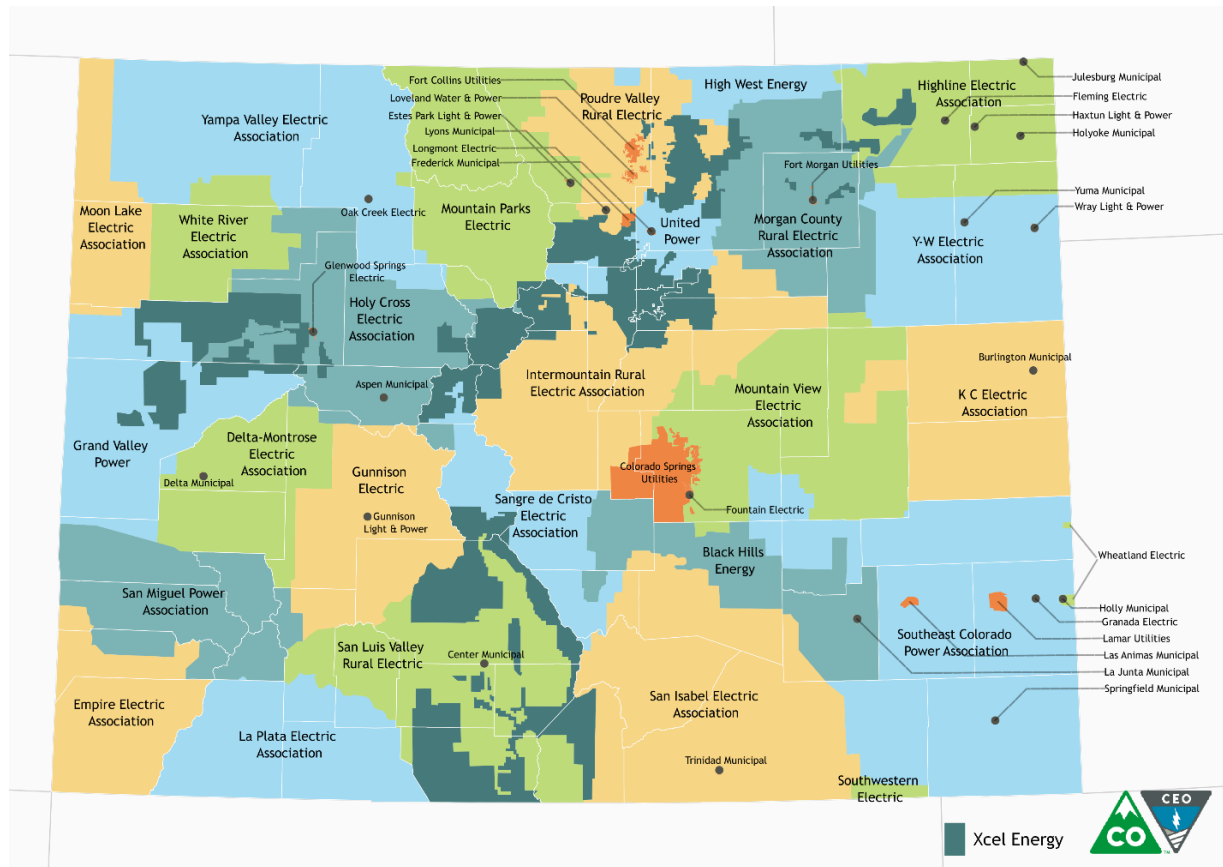 Fort Collins Utilities
Loveland Water & Power
Estes Park Light & Power
Lyons Municipal
Longmont Electric
Frederick Municipal
Poudre Valley
Rural Electric
High West Energy
Highline Electric
Association
Julesburg Municipal
Fleming Electric
Haxtun Light & Power
Holyoke Municipal
Yampa Valley Electric
Association
Fort Morgan Utilities
Yuma Municipal
Wray Light & Power
Moon Lake
Electric
Association
White River
Electric
Association
Oak Creek Electric
Mountain Parks
Electric
United
Power
Morgan County
Rural Electric
Association
Y-W Electric
Association
Glenwood Springs
Electric
Holy Cross
Electric
Association
Aspen Municipal
Intermountain Rural
Electric Association
Mountain View
Electric
Association
Burlington Municipal
K C Electric
Association
Grand Valley
Power
Delta-Montrose
Electric
Association
Delta Municipal
Gunnison
Electric
Gunnison
Light & Power
Colorado Springs
Utilities
Fountain Electric
Sangre de Cristo
Electric
Association
Black Hills
Energy
Wheatland Electric
San Miguel Power
Association
Holly Municipal
Granada Electric
Lamar Utilities
Las Animas Municipal
La Junta Municipal
Springfield Municipal
Southeast Colorado
Power Association
San Luis Valley
Rural Electric
Center Municipal
Empire Electric
Association
La Plata Electric
Association
San Isabel Electric
Association
Trinidad Municipal
Southwestern
Electric
Xcel Energy
CO
CEO